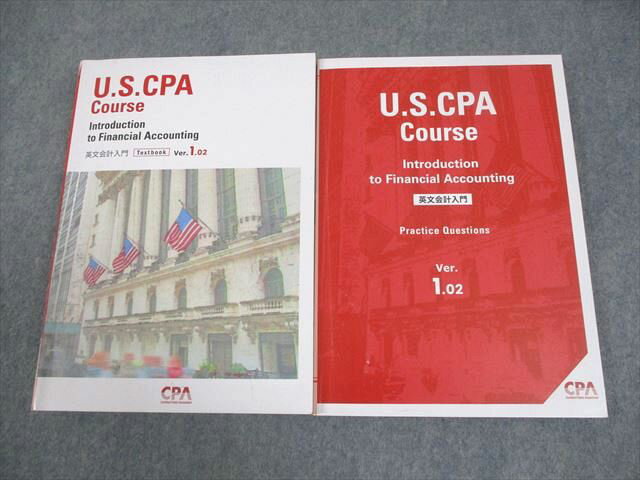 U.S.CPA
Course
Introduction
to Financial Accounting
英文会計入門 Textbook Ver.1.02
CPA
U.S.CPA
Course
Introduction
to Financial Accounting
英文会計入門
Practice Questions
Ver.
1.02
CPA